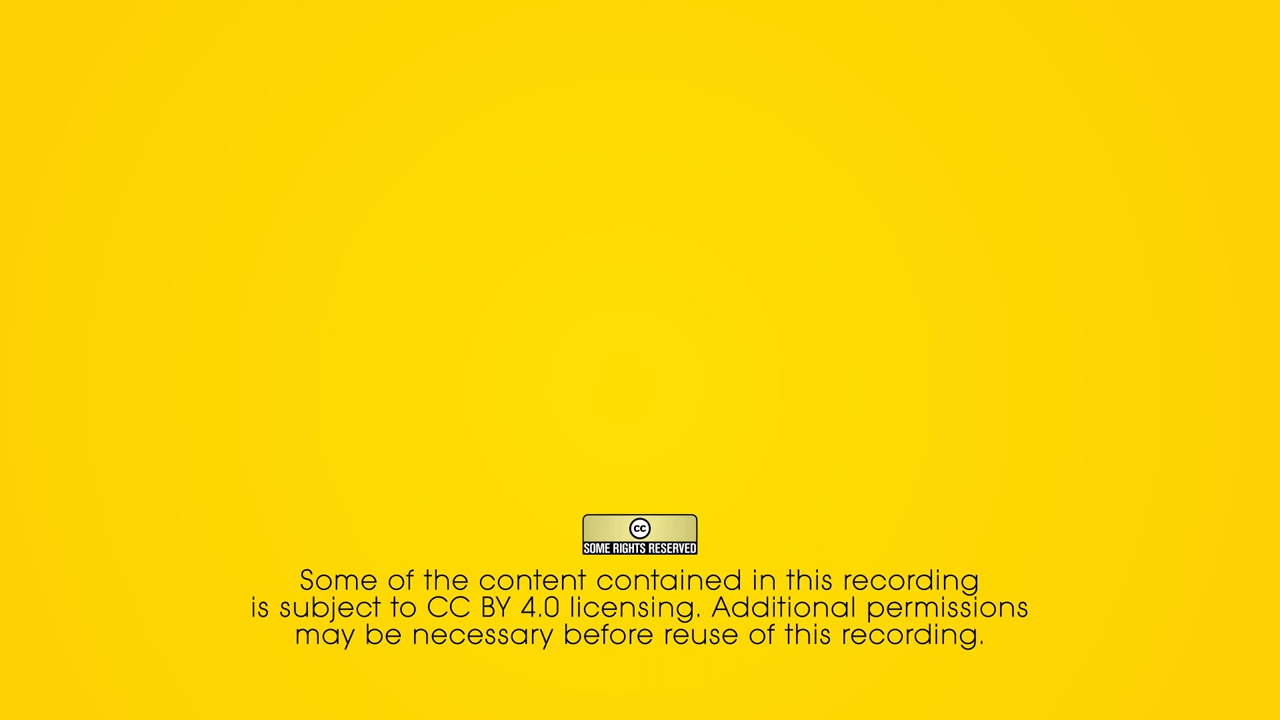 cc
SOME RIGHTS RESERVED
Some of the content contained in this recording
is subject to CC BY 4.0 licensing. Additional permissions
may be necessary before reuse of this recording.